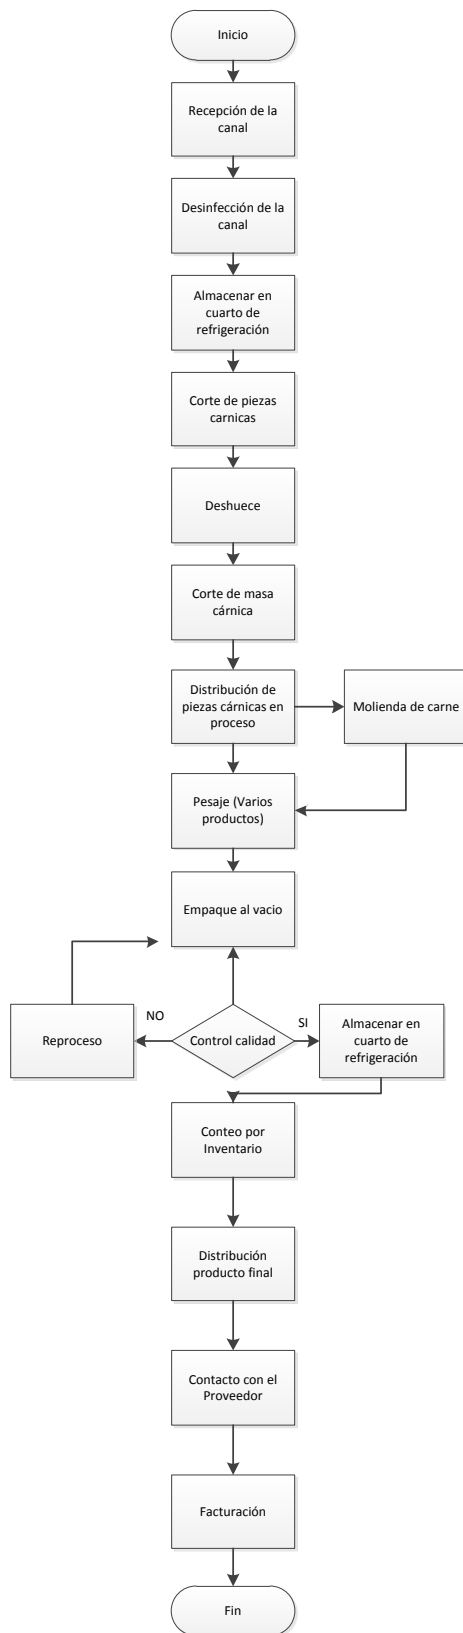 Inicio
Recepción de la
canal
Desinfección de la
canal
Almacenar en
cuarto de
refrigeración
Corte de piezas
carnicas
Deshuece
Corte de masa
cárnica
Distribución de
piezas cárnicas en
proceso
Molienda de carne
Pesaje (Varios
productos)
Empaque al vacio
NO
SI
Reproceso
Control calidad
Almacenar en
cuarto de
refrigeración
Conteo por
Inventario
Distribución
producto final
Contacto con el
Proveedor
Facturación
Fin